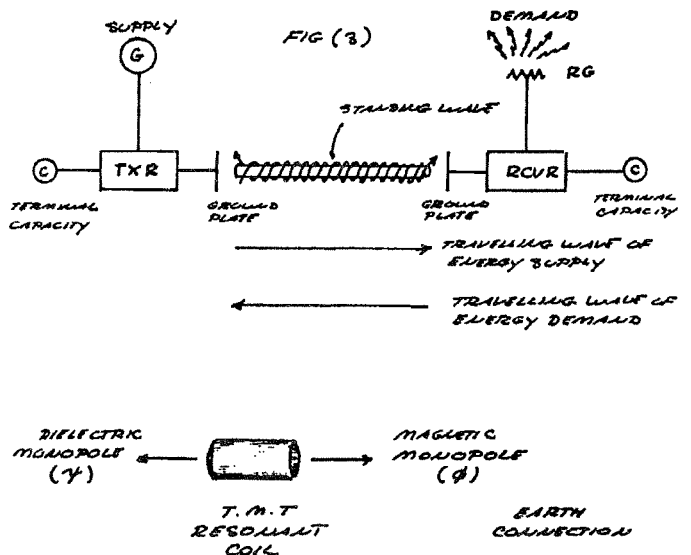 SUPPLY
G
FIG (3)
DEMAND
RG
STANDING WAVE
C
TXR
RCVR
C
TERMINAL
CAPACITY
GROUND
PLATE
GROUND
PLATE
TERMINAL
CAPACITY
TRAVELLING WAVE OF
ENERGY SUPPLY
TRAVELLING WAVE OF
ENERGY DEMAND
DIELECTRIC
MONOPOLE
(ψ)
MAGNETIC
MONOPOLE
(φ)
T.M.T
RESONANT
COIL
EARTH
CONNECTION